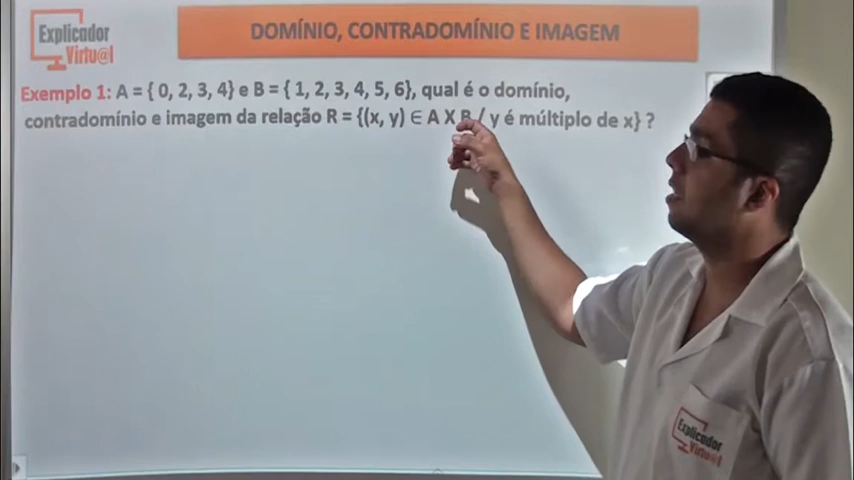 Explicador
Virtu@l
DOMÍNIO, CONTRADOMÍNIO E IMAGEM
Exemplo 1: A = { 0, 2, 3, 4} e B = { 1, 2, 3, 4, 5, 6}, qual é o domínio,
contradomínio e imagem da relação R = {(x, y) ∈ A X B / y é múltiplo de x} ?
Explicador
Virtu@l